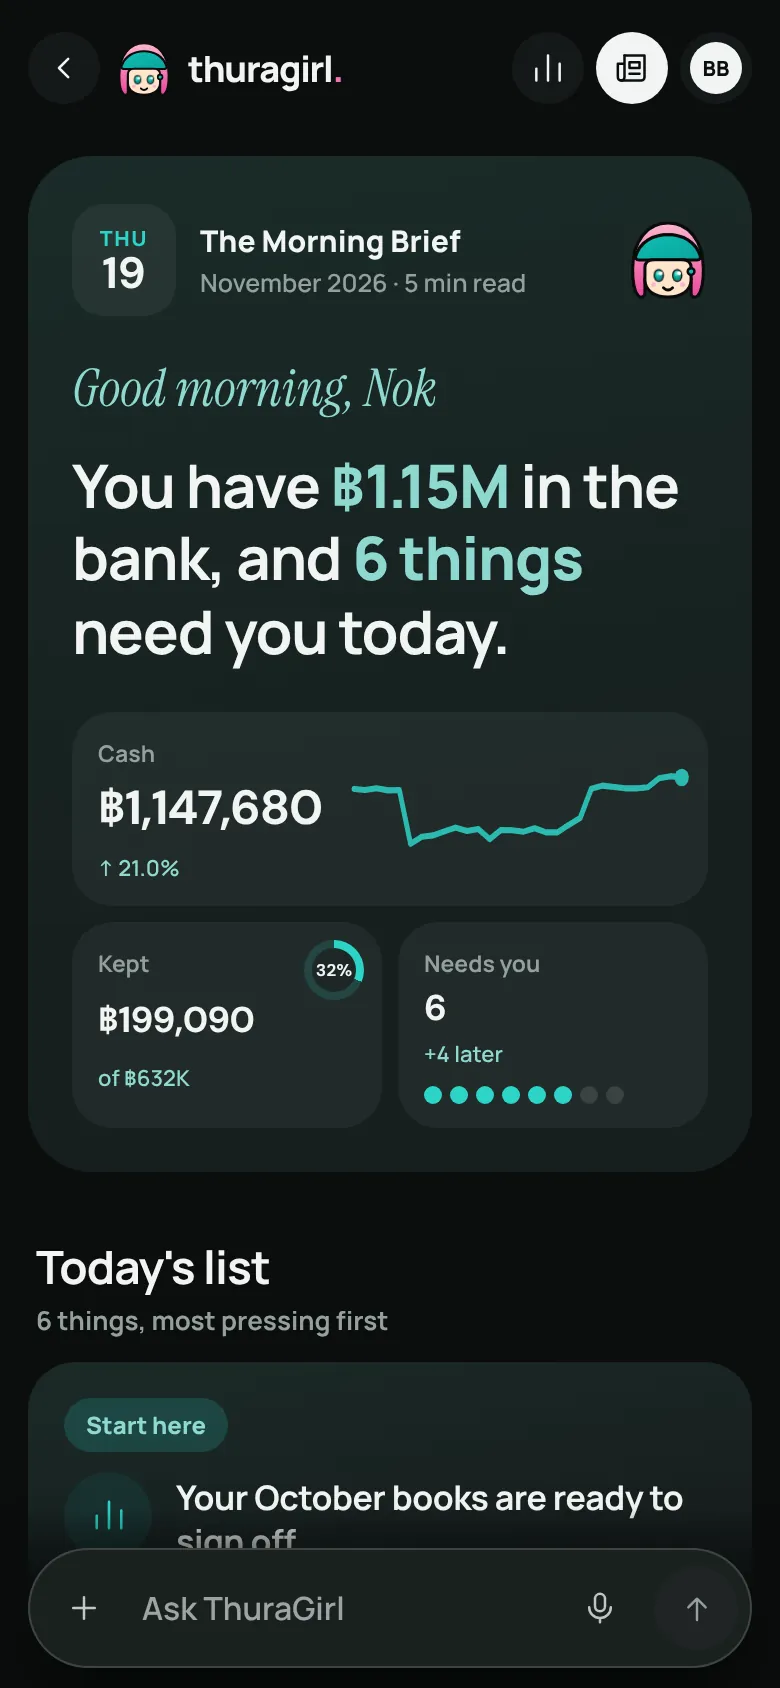 thuragirl.
BB
THU
19
The Morning Brief
November 2026 · 5 min read
Good morning, Nok
You have ฿1.15M in the
bank, and 6 things
need you today.
Cash
฿1,147,680
↑ 21.0%
Kept
32%
฿199,090
of ฿632K
Needs you
6
+4 later
Today's list
6 things, most pressing first
Start here
Your October books are ready to
sign off
Ask ThuraGirl